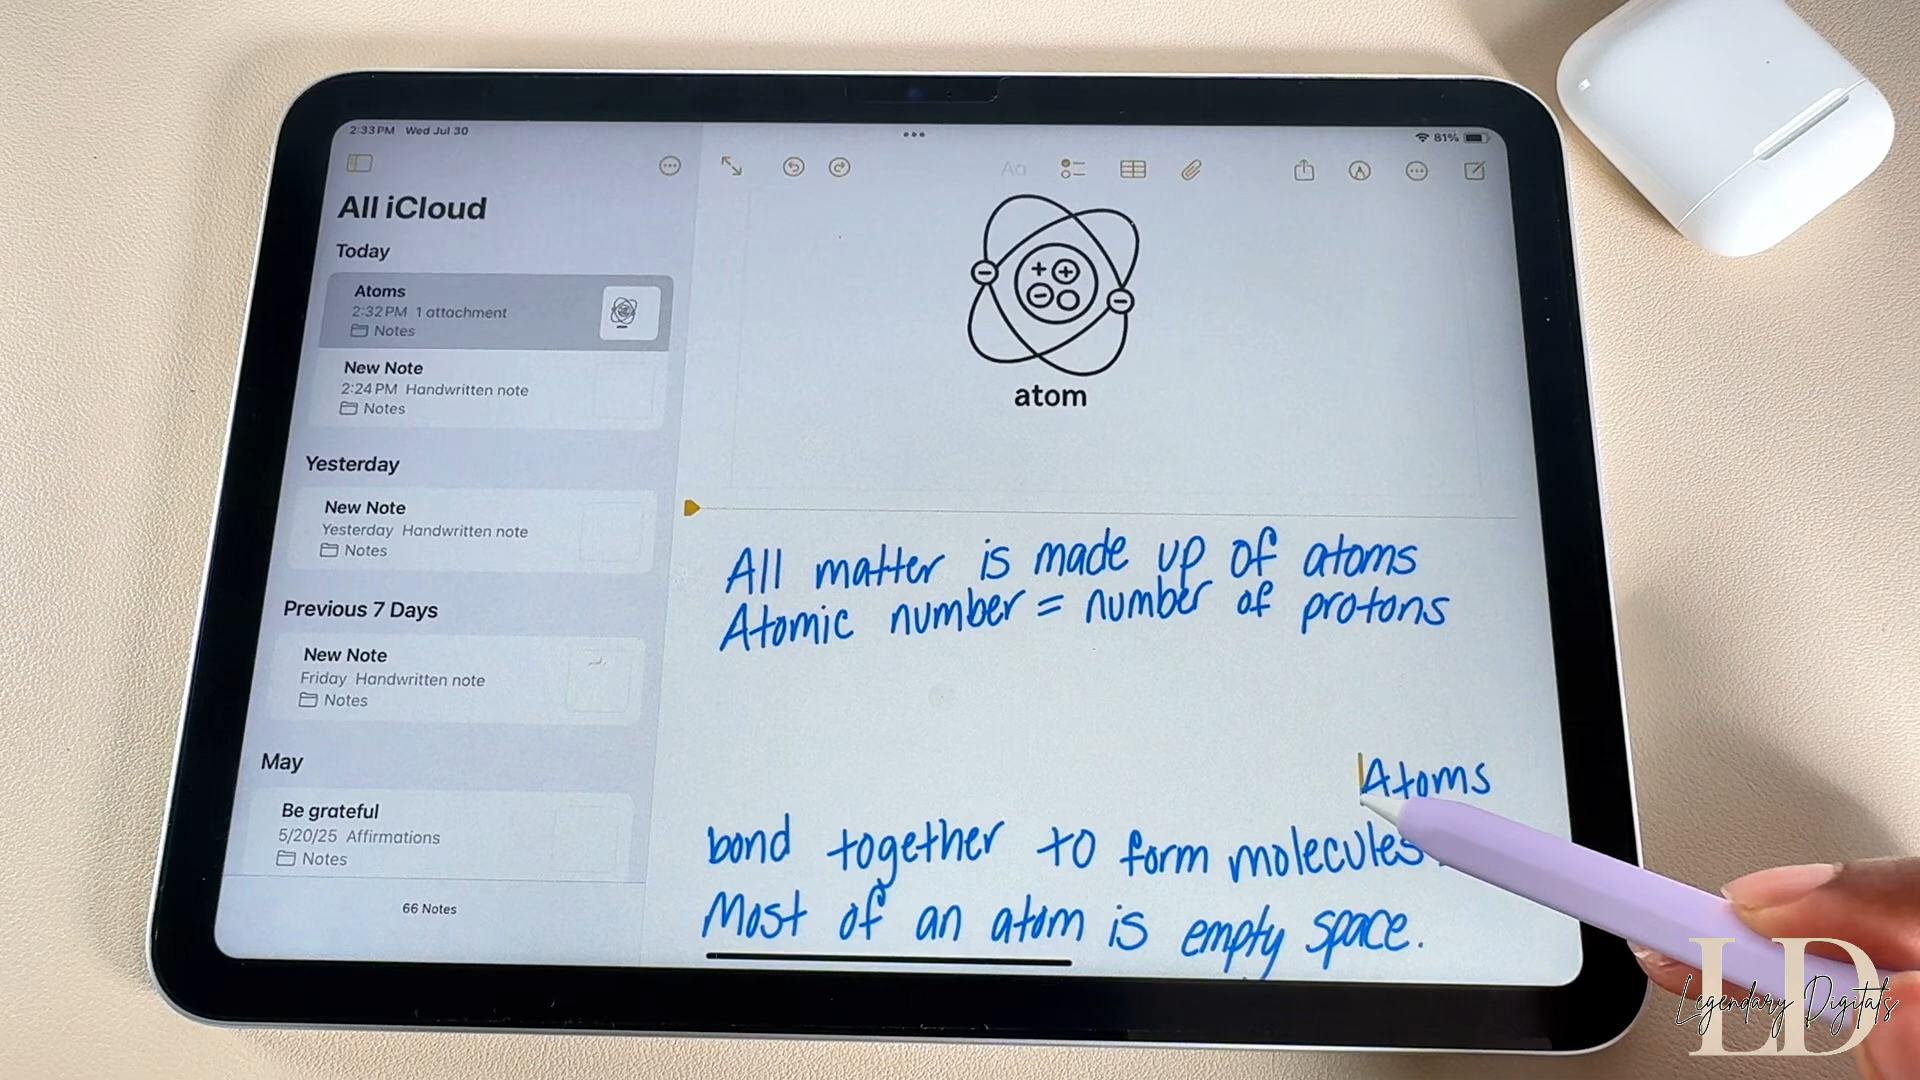 2:33 PM Wed Jul 30
81%
All iCloud
Today
Atoms
2:32 PM 1 attachment
Notes
New Note
2:24 PM Handwritten note
Notes
Yesterday
New Note
Yesterday Handwritten note
Notes
Previous 7 Days
New Note
Friday Handwritten note
Notes
May
Be grateful
5/20/25 Affirmations
Notes
66 Notes
Aa
atom
All matter is made up of atoms
Atomic number = number of protons
Atoms
bond together to form molecules.
Most of an atom is empty space.
LD
Legendary Digitals